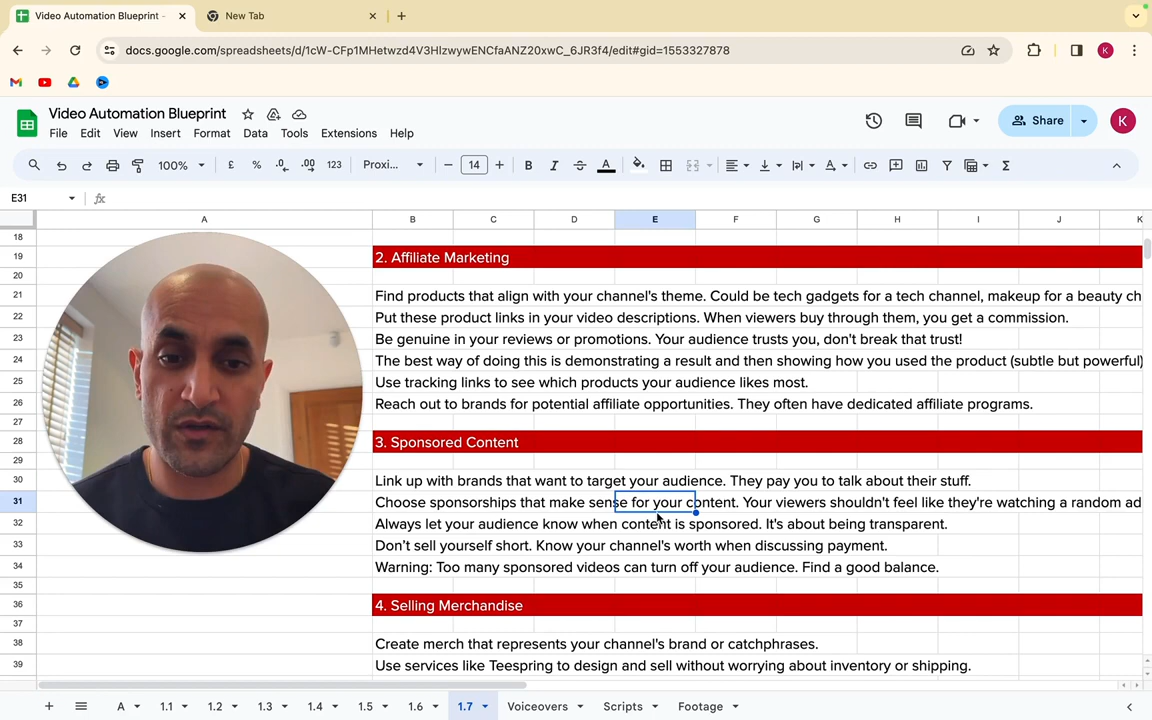 Video Automation Blueprint -
New Tab
docs.google.com/spreadsheets/d/1cW-CFp1MHetwzd4V3HIzwywENCfaANZ20xwC_6JR3f4/edit#gid=1553327878
K
Video Automation Blueprint
File Edit View Insert Format Data Tools Extensions Help
Share
K
100% £ % .0 .00 123 Proxi... 14 B I A
E31 fx
A B C D E F G H I J K
18
19 2. Affiliate Marketing
20
21 Find products that align with your channel's theme. Could be tech gadgets for a tech channel, makeup for a beauty ch
22 Put these product links in your video descriptions. When viewers buy through them, you get a commission.
23 Be genuine in your reviews or promotions. Your audience trusts you, don't break that trust!
24 The best way of doing this is demonstrating a result and then showing how you used the product (subtle but powerful)
25 Use tracking links to see which products your audience likes most.
26 Reach out to brands for potential affiliate opportunities. They often have dedicated affiliate programs.
27
28 3. Sponsored Content
29
30 Link up with brands that want to target your audience. They pay you to talk about their stuff.
31 Choose sponsorships that make sense for your content. Your viewers shouldn't feel like they're watching a random ad
32 Always let your audience know when content is sponsored. It's about being transparent.
33 Don't sell yourself short. Know your channel's worth when discussing payment.
34 Warning: Too many sponsored videos can turn off your audience. Find a good balance.
35
36 4. Selling Merchandise
37
38 Create merch that represents your channel's brand or catchphrases.
39 Use services like Teespring to design and sell without worrying about inventory or shipping.
A 1.1 1.2 1.3 1.4 1.5 1.6 1.7 Voiceovers Scripts Footage